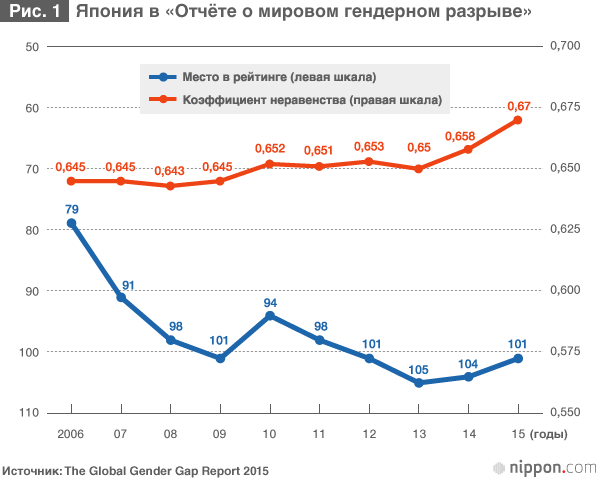 Рис. 1 Япония в «Отчёте о мировом гендерном разрыве»
50 0,700
Место в рейтинге (левая шкала)
Коэффициент неравенства (правая шкала)
60 0,675
0,645 0,645 0,643 0,645 0,652 0,651 0,653 0,65 0,658 0,67
70 0,650
79
80 0,625
91 98 101 94 98 101 105 104 101
90 0,600
100 0,575
110 0,550
2006 07 08 09 10 11 12 13 14 15 (годы)
Источник: The Global Gender Gap Report 2015
nippon.com